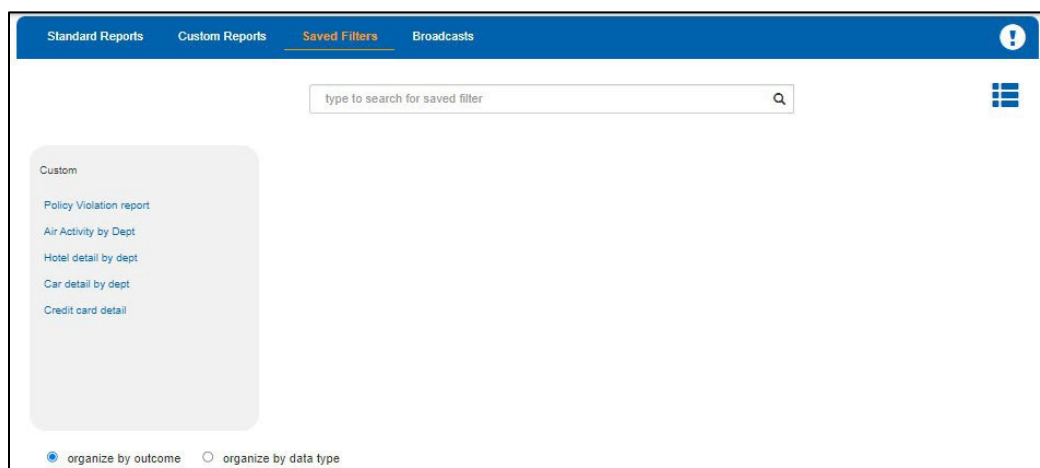 Standard Reports Custom Reports Saved Filters Broadcasts
type to search for saved filter
Custom
Policy Violation report
Air Activity by Dept
Hotel detail by dept
Car detail by dept
Credit card detail
organize by outcome organize by data type